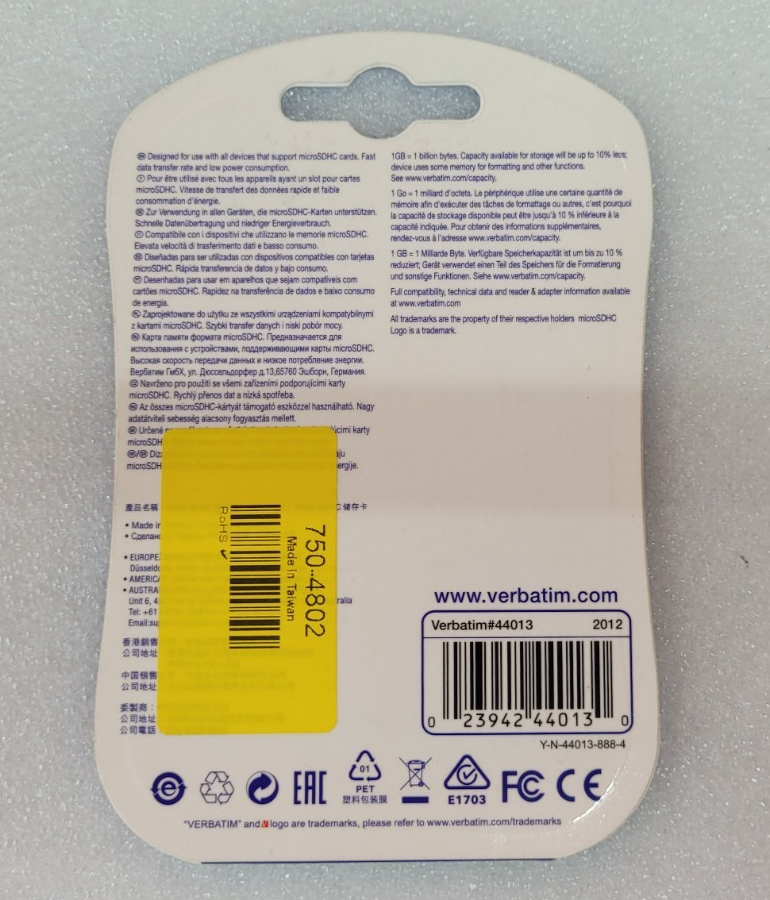 Designed for use with all devices that support microSDHC cards. Fast
data transfer rate and low power consumption.
Pour être utilisé avec tous les appareils ayant un slot pour cartes
microSDHC. Vitesse de transfert des données rapide et faible
consommation d'énergie.
Zur Verwendung in allen Geräten, die microSDHC-Karten unterstützen.
Schnelle Datenübertragung und niedriger Energieverbrauch.
Compatibile con i dispositivi che utilizzano le memorie microSDHC.
Elevata velocità di trasferimento dati e basso consumo.
Diseñadas para ser utilizadas con dispositivos compatibles con tarjetas
microSDHC. Rápida transferencia de datos y bajo consumo.
Desenhadas para usar em aparelhos que sejam compatíveis com
cartões microSDHC. Rapidez na transferência de dados e baixo consumo
de energia.
Zaprojektowane do użytku ze wszystkimi urządzeniami kompatybilnymi
z kartami microSDHC. Szybki transfer danych i niski pobór mocy.
Карта памяти формата microSDHC. Предназначается для
использования с устройствами, поддерживающими карты microSDHC.
Высокая скорость передачи данных и низкое потребление энергии.
Вербатим ГмбХ, ул. Дюссельдорфер д.13,65760 Эшборн, Германия.
Navrženo pro použití se všemi zařízeními podporujícími karty
microSDHC. Rychlý přenos dat a nízká spotřeba.
Az összes microSDHC-kártyát támogató eszközzel használható. Nagy
adatátviteli sebesség alacsony fogyasztás mellett.
Určené
karty
microSDH
microSDH
產品名稱
储存卡
• Made in
• Сделано
• EUROPE
Düsseldo
• AMERICA
• AUSTRA
Unit 6, 4
ralia
Tel: +61
Email:su
香港銷售
公司地址
中国銷售
公司地址
委製商：
公司地址
公司電話
750-4802
Made In Taiwan
RoHS ✓
1GB = 1 billion bytes. Capacity available for storage will be up to 10% less;
device uses some memory for formatting and other functions.
See www.verbatim.com/capacity.
1 Go = 1 milliard d'octets. Le périphérique utilise une certaine quantité de
mémoire afin d'exécuter des tâches de formattage ou autres, c'est pourquoi
la capacité de stockage disponible peut être jusqu'à 10 % inférieure à la
capacité indiquée. Pour obtenir des informations supplémentaires,
rendez-vous à l'adresse www.verbatim.com/capacity.
1 GB = 1 Milliarde Byte. Verfügbare Speicherkapazität ist um bis zu 10 %
reduziert; Gerät verwendet einen Teil des Speichers für die Formatierung
und sonstige Funktionen. Siehe www.verbatim.com/capacity.
Full compatibility, technical data and reader & adapter information available
at www.verbatim.com
All trademarks are the property of their respective holders microSDHC
Logo is a trademark.
www.verbatim.com
Verbatim#44013 2012
0 23942 44013 0
Y-N-44013-888-4
e
EAC
01
PET
塑料包装膜
E1703
FC
CE
"VERBATIM" and logo are trademarks, please refer to www.verbatim.com/trademarks